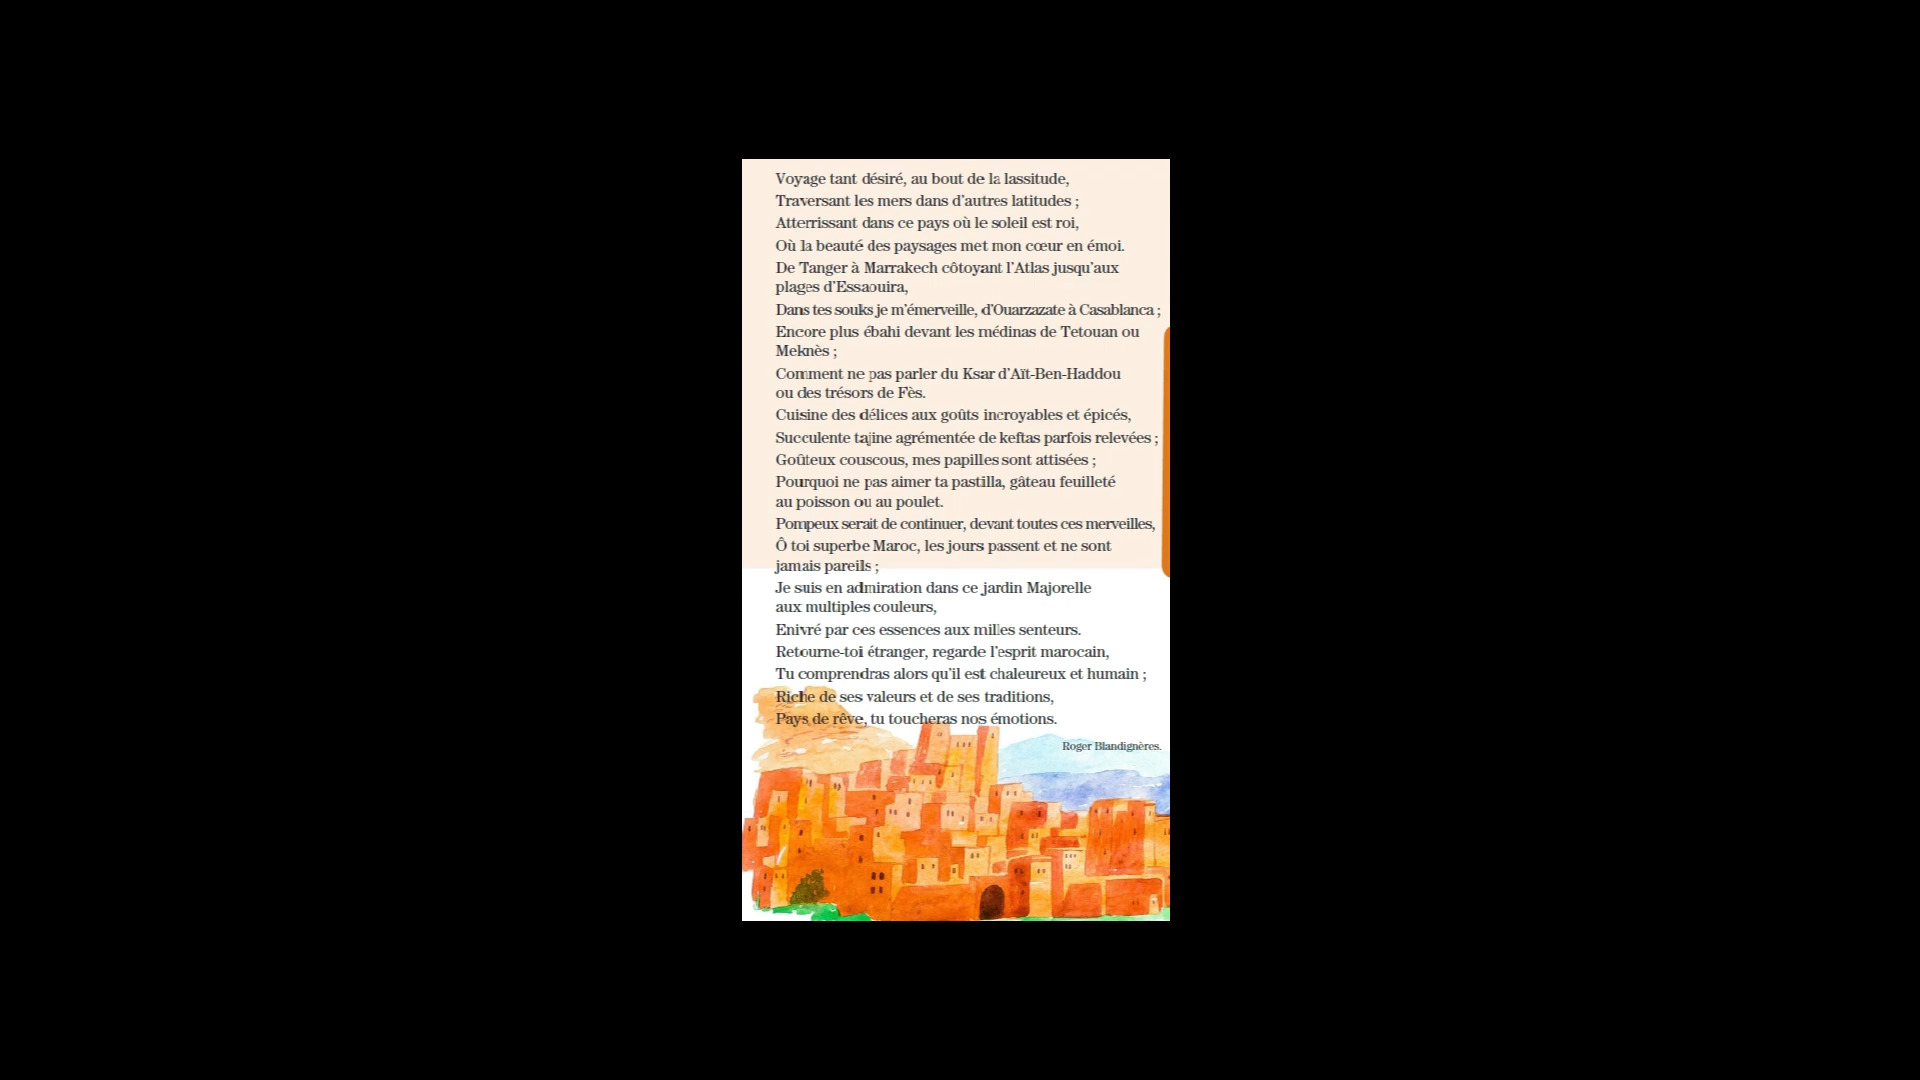 Voyage tant désiré, au bout de la lassitude,
Traversant les mers dans d'autres latitudes ;
Atterrissant dans ce pays où le soleil est roi,
Où la beauté des paysages met mon cœur en émoi.
De Tanger à Marrakech côtoyant l'Atlas jusqu'aux
plages d'Essaouira,
Dans tes souks je m'émerveille, d'Ouarzazate à Casablanca ;
Encore plus ébahi devant les médinas de Tetouan ou
Meknès ;
Comment ne pas parler du Ksar d'Aït-Ben-Haddou
ou des trésors de Fès.
Cuisine des délices aux goûts incroyables et épicés,
Succulente tajine agrémentée de keftas parfois relevées ;
Goûteux couscous, mes papilles sont attisées ;
Pourquoi ne pas aimer ta pastilla, gâteau feuilleté
au poisson ou au poulet.
Pompeux serait de continuer, devant toutes ces merveilles,
Ô toi superbe Maroc, les jours passent et ne sont
jamais pareils ;
Je suis en admiration dans ce jardin Majorelle
aux multiples couleurs,
Enivré par ces essences aux milles senteurs.
Retourne-toi étranger, regarde l'esprit marocain,
Tu comprendras alors qu'il est chaleureux et humain ;
Riche de ses valeurs et de ses traditions,
Pays de rêve, tu toucheras nos émotions.
Roger Blandignères.